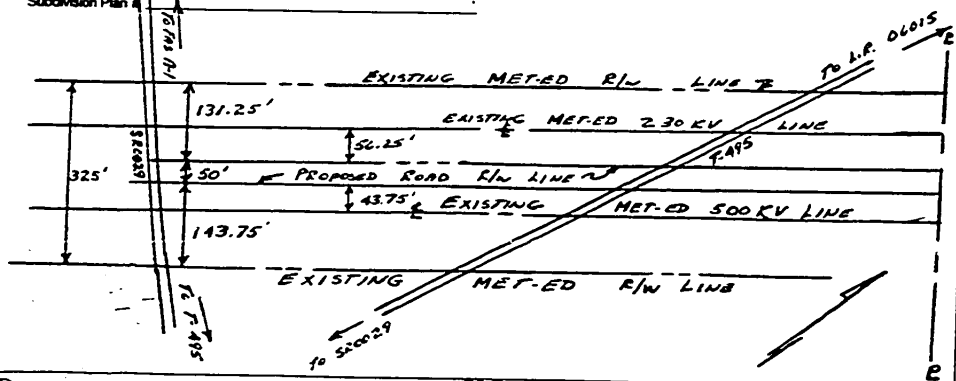 Subdivision Plan #
TO L.R. 06015
EXISTING MET-ED R/W LINE
131.25'
EXISTING MET-ED 230 KV LINE
SR0029
56.25'
T-495
325'
50'
PROPOSED ROAD R/W LINE
43.75'
EXISTING MET-ED 500 KV LINE
143.75'
EXISTING MET-ED R/W LINE
TO T-495
TO SR0029